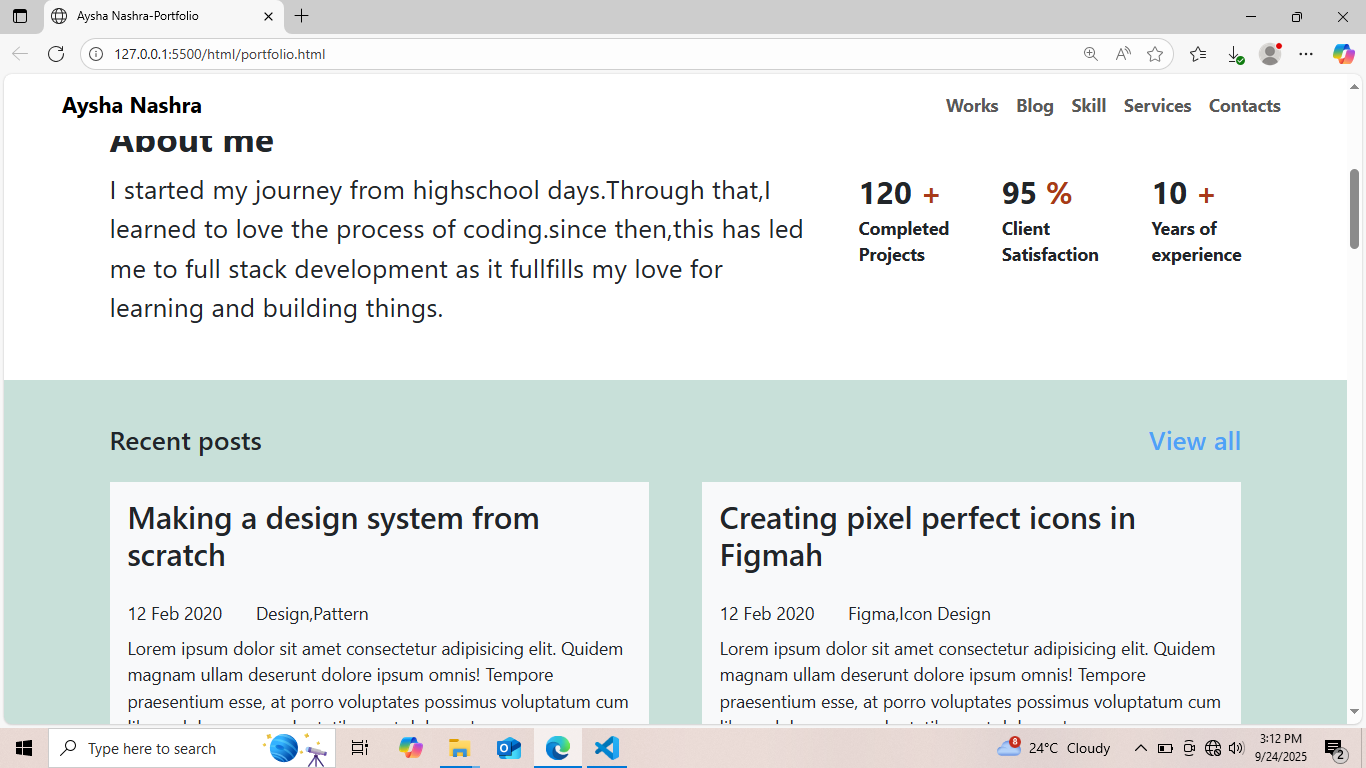 Aysha Nashra-Portfolio
127.0.0.1:5500/html/portfolio.html
Aysha Nashra
Works Blog Skill Services Contacts
About me
I started my journey from highschool days.Through that,I
learned to love the process of coding.since then,this has led
me to full stack development as it fullfills my love for
learning and building things.
120 +
Completed
Projects
95 %
Client
Satisfaction
10 +
Years of
experience
Recent posts
View all
Making a design system from
scratch
12 Feb 2020 Design,Pattern
Lorem ipsum dolor sit amet consectetur adipisicing elit. Quidem
magnam ullam deserunt dolore ipsum omnis! Tempore
praesentium esse, at porro voluptates possimus voluptatum cum
Creating pixel perfect icons in
Figmah
12 Feb 2020 Figma,Icon Design
Lorem ipsum dolor sit amet consectetur adipisicing elit. Quidem
magnam ullam deserunt dolore ipsum omnis! Tempore
praesentium esse, at porro voluptates possimus voluptatum cum
Type here to search
8
24°C Cloudy
3:12 PM
9/24/2025
2